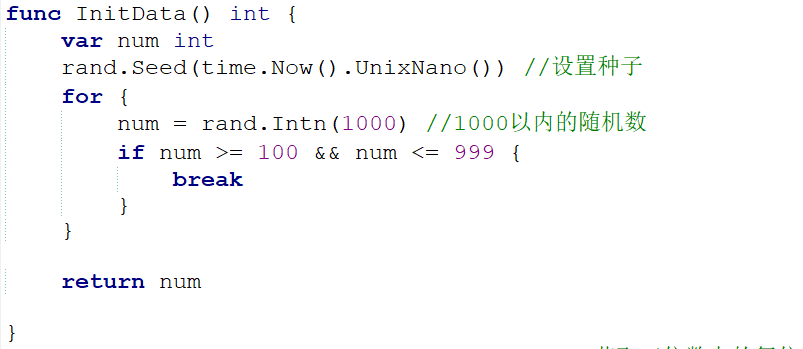 func InitData() int {
var num int
rand.Seed(time.Now().UnixNano()) //设置种子
for {
num = rand.Intn(1000) //1000以内的随机数
if num >= 100 && num <= 999 {
break
}
}
return num
}